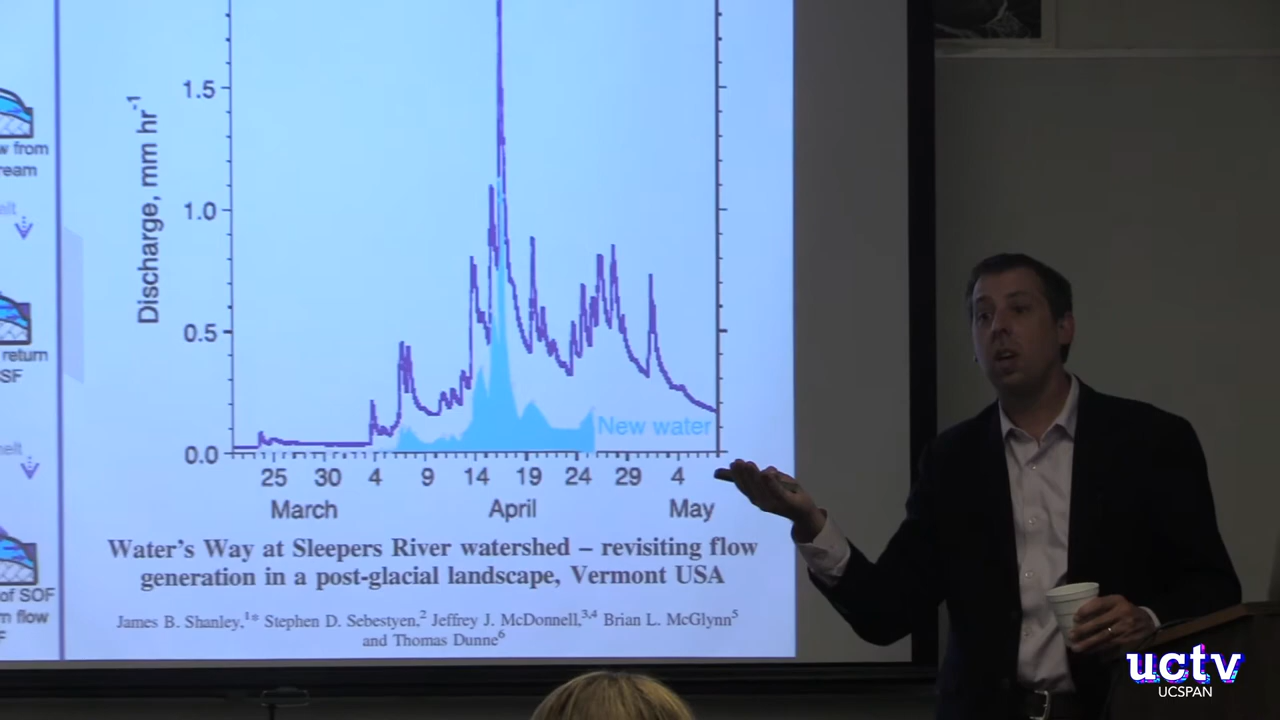 w from
ream
elt
return
SF
nelt
of SOF
m flow
F
Discharge, mm hr-1
1.5
1.0
0.5
0.0
New water
25 30 4 9 14 19 24 29 4
March April May
Water's Way at Sleepers River watershed – revisiting flow
generation in a post-glacial landscape, Vermont USA
James B. Shanley,1* Stephen D. Sebestyen,2 Jeffrey J. McDonnell,3,4 Brian L. McGlynn5
and Thomas Dunne6
uctv
UCSPAN